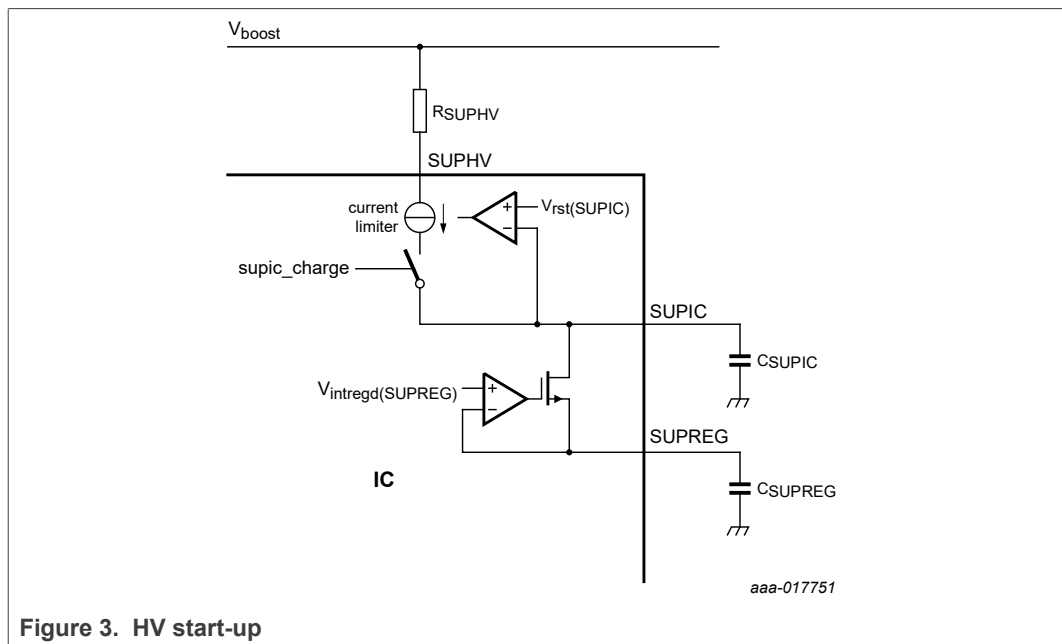 Vboost
RSUPHV
SUPHV
current
limiter
+
−
Vrst(SUPIC)
supic_charge
SUPIC
CSUPIC
Vintregd(SUPREG)
+
−
SUPREG
CSUPREG
IC
aaa-017751
Figure 3. HV start-up